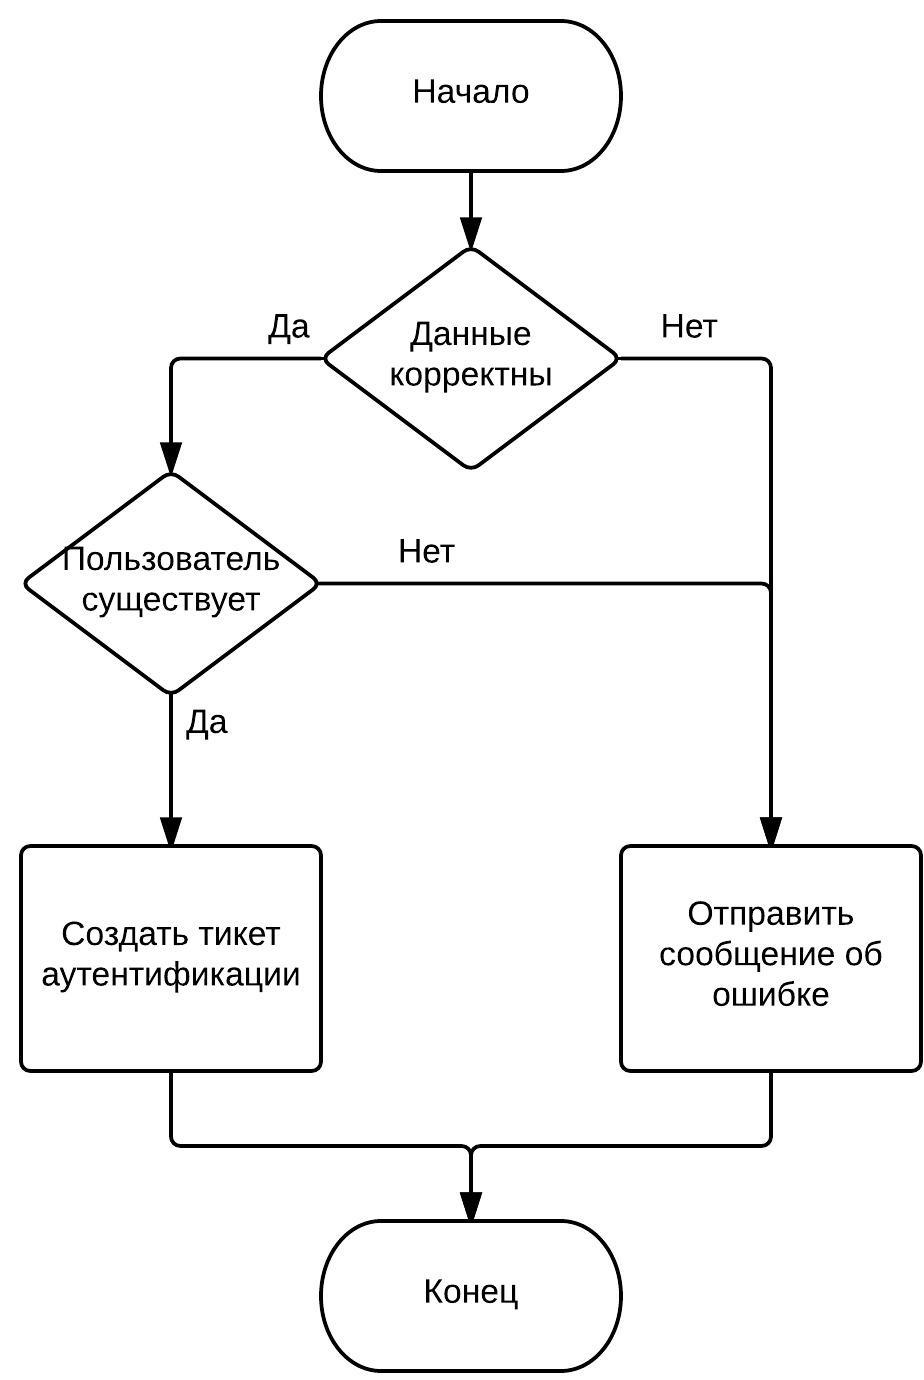 Начало
Да
Данные
корректны
Нет
Пользователь
существует
Нет
Да
Создать тикет
аутентификации
Отправить
сообщение об
ошибке
Конец